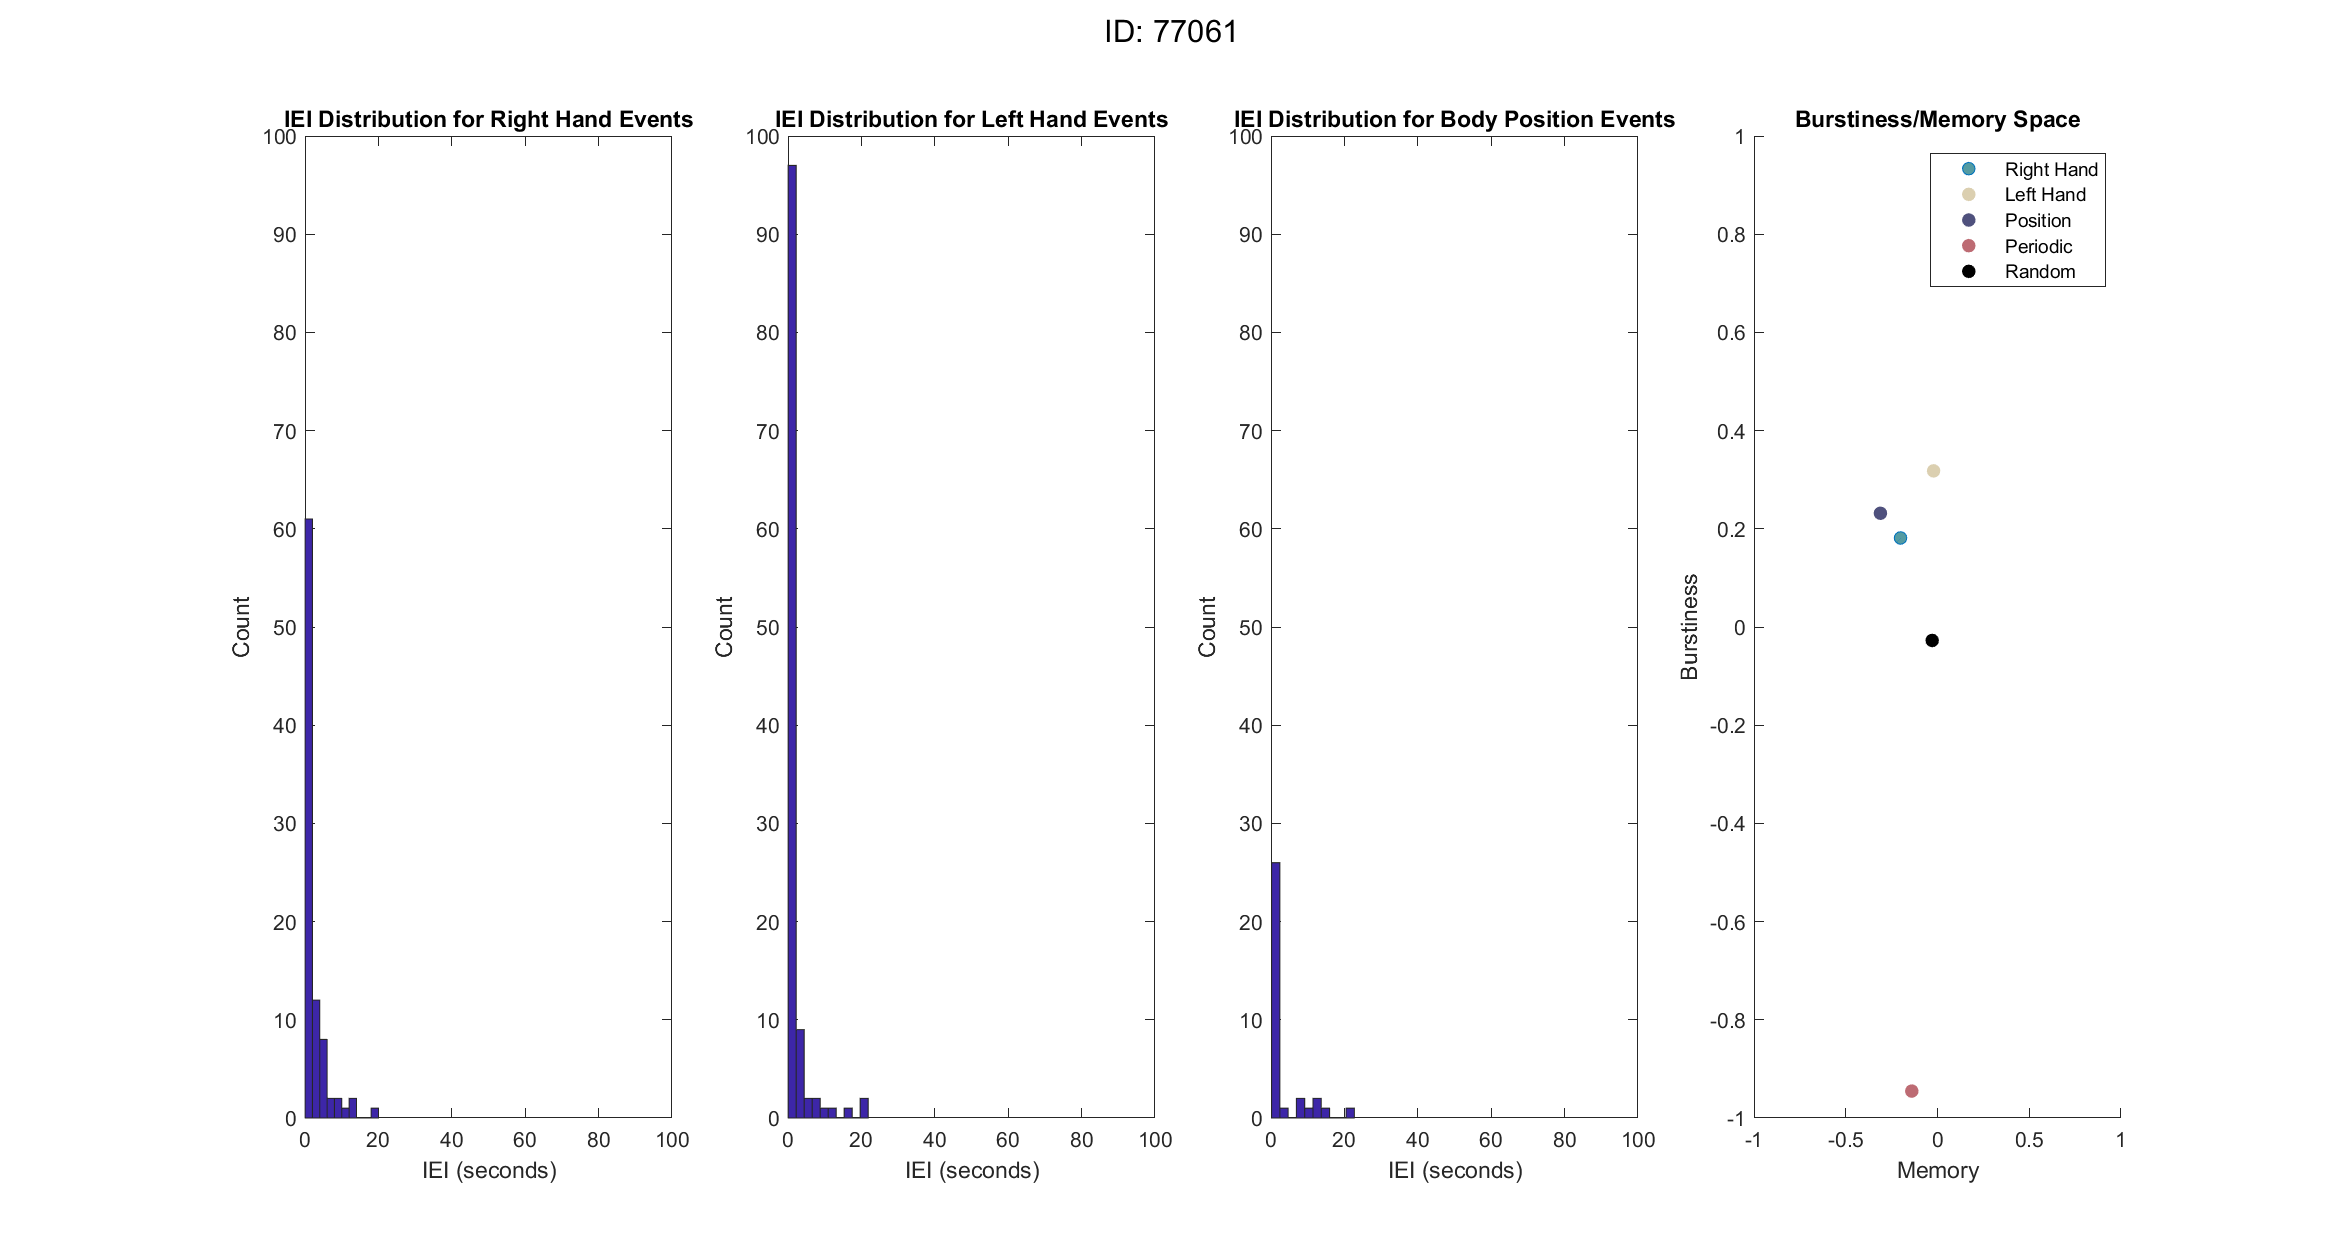 ID: 77061
IEI Distribution for Right Hand Events
100
90
80
70
60
50
40
30
20
10
0
Count
0 20 40 60 80 100
IEI (seconds)
IEI Distribution for Left Hand Events
100
90
80
70
60
50
40
30
20
10
0
Count
0 20 40 60 80 100
IEI (seconds)
IEI Distribution for Body Position Events
100
90
80
70
60
50
40
30
20
10
0
Count
0 20 40 60 80 100
IEI (seconds)
Burstiness/Memory Space
1
0.8
0.6
0.4
0.2
0
-0.2
-0.4
-0.6
-0.8
-1
Burstiness
-1 -0.5 0 0.5 1
Memory
Right Hand
Left Hand
Position
Periodic
Random